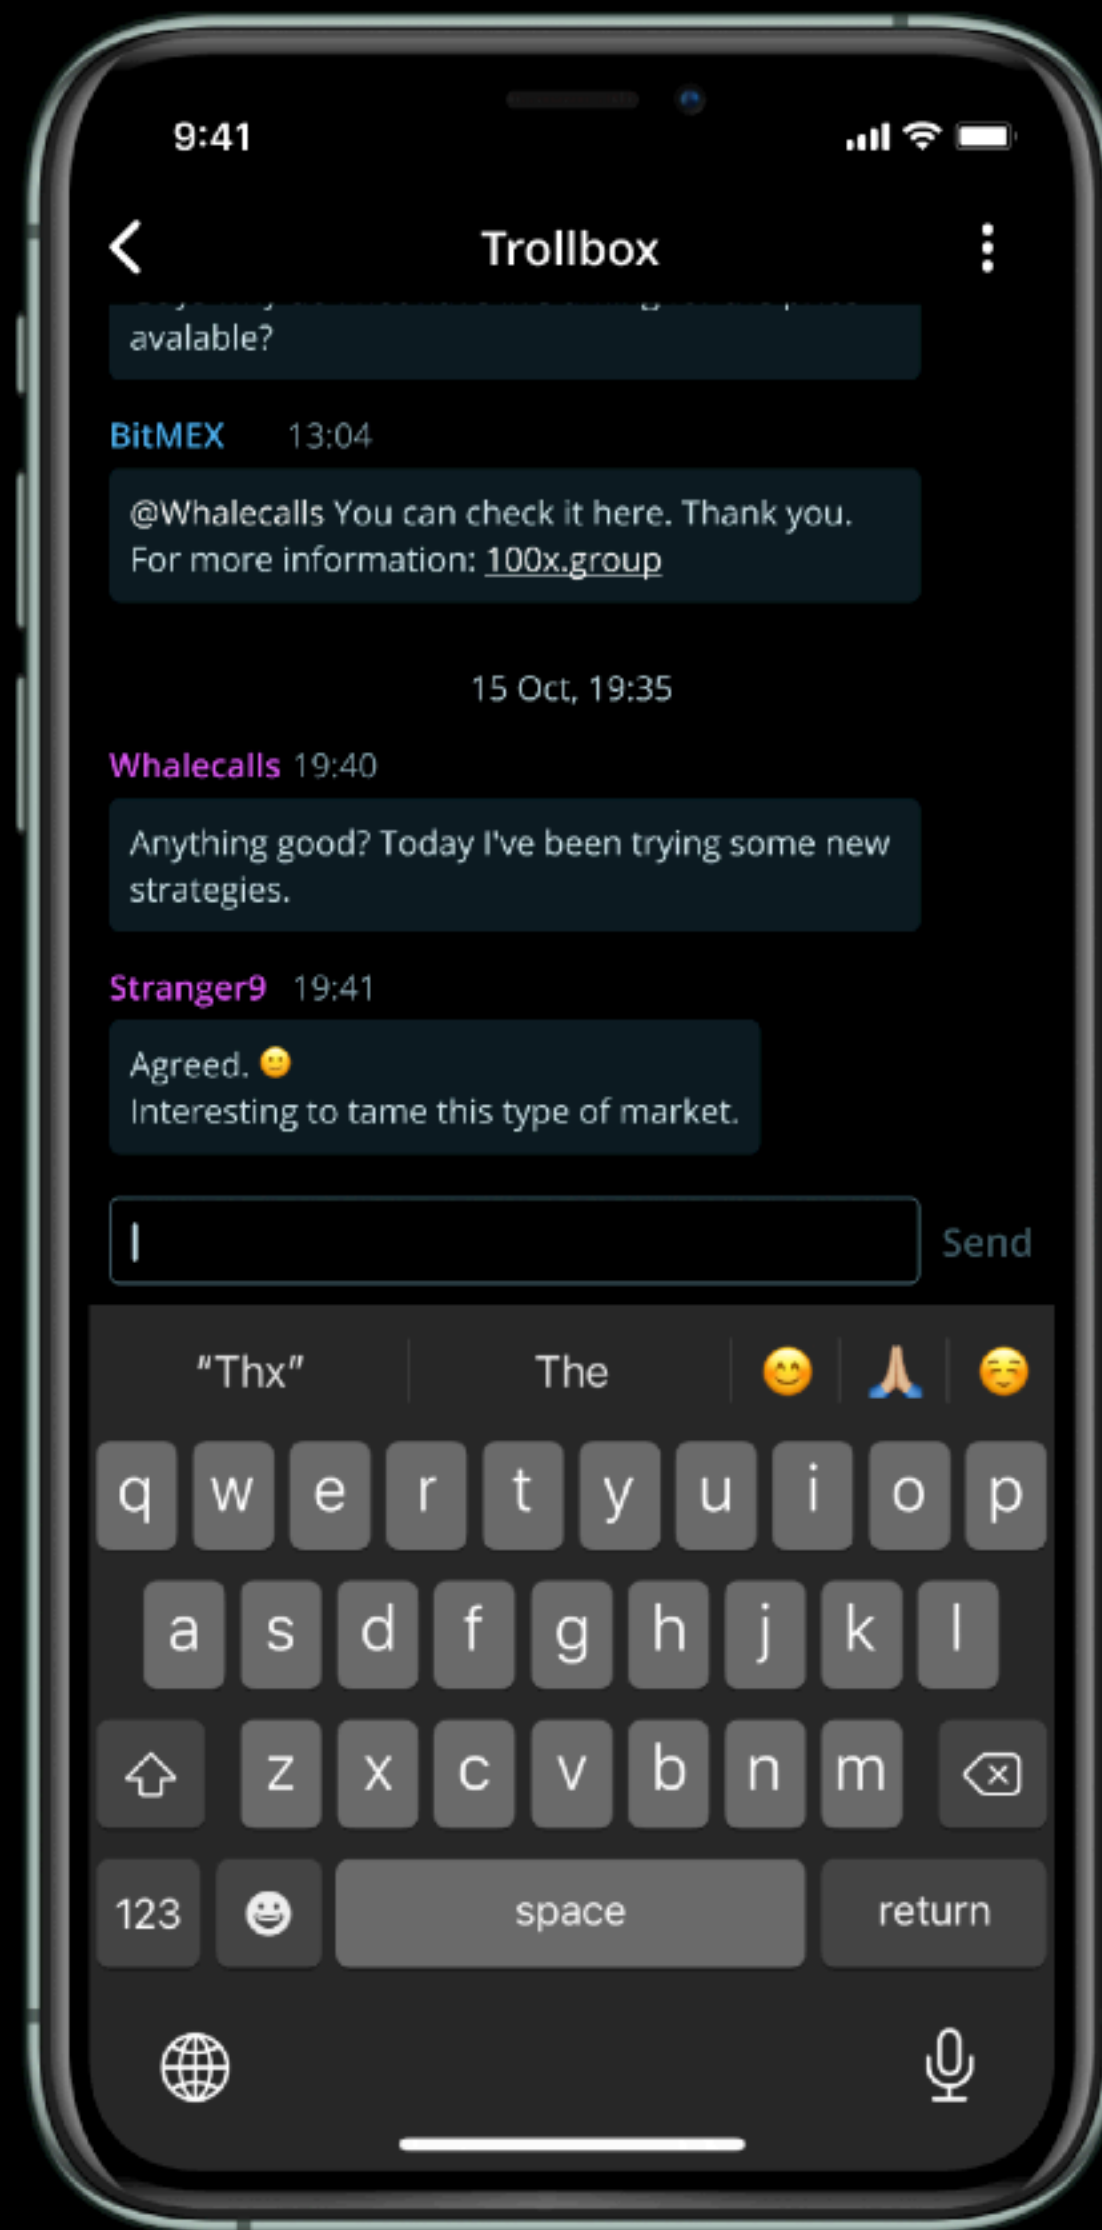 9:41
Trollbox
avalable?
BitMEX 13:04
@Whalecalls You can check it here. Thank you.
For more information: 100x.group
15 Oct, 19:35
Whalecalls 19:40
Anything good? Today I've been trying some new
strategies.
Stranger9 19:41
Agreed. 🙂
Interesting to tame this type of market.
Send
“Thx” The 😊 🙏🏼 ☺️
q w e r t y u i o p
a s d f g h j k l
z x c v b n m
123 space return